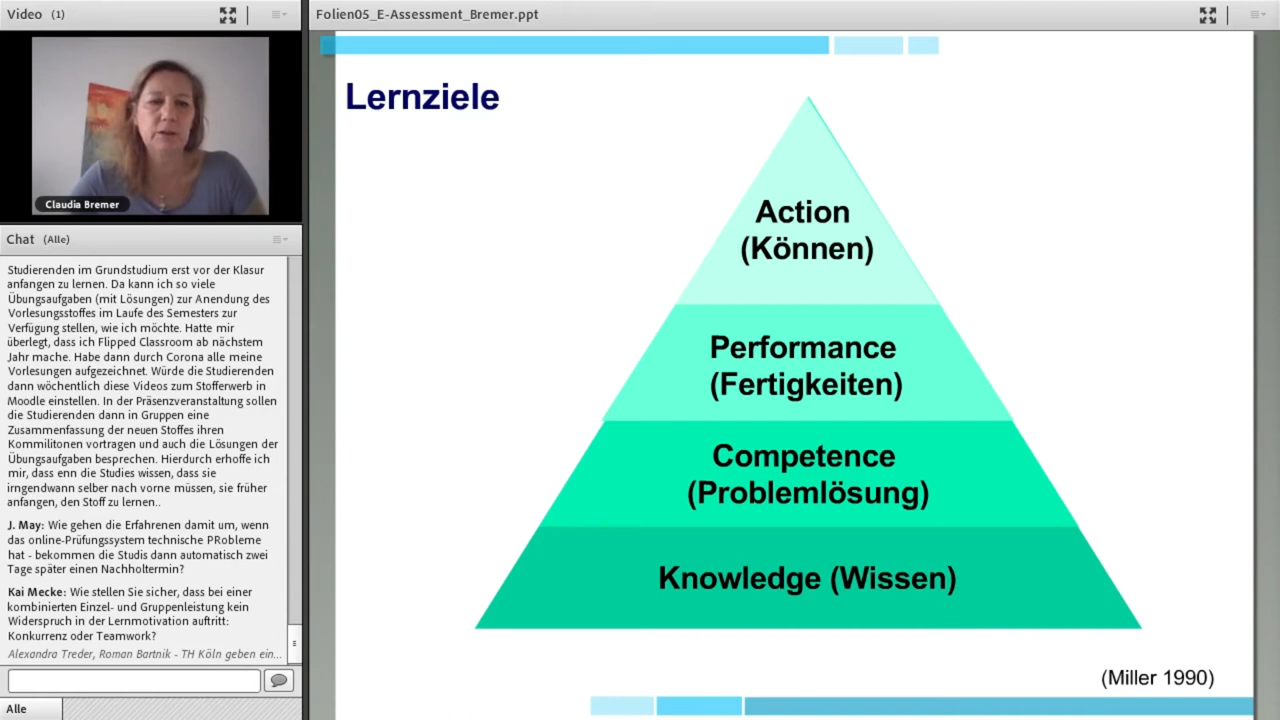 Video (1)
Folien05_E-Assessment_Bremer.ppt
Claudia Bremer
Chat (Alle)
Studierenden im Grundstudium erst vor der Klasur
anfangen zu lernen. Da kann ich so viele
Übungsaufgaben (mit Lösungen) zur Anendung des
Vorlesungsstoffes im Laufe des Semesters zur
Verfügung stellen, wie ich möchte. Hatte mir
überlegt, dass ich Flipped Classroom ab nächstem
Jahr mache. Habe dann durch Corona alle meine
Vorlesungen aufgezeichnet. Würde die Studierenden
dann wöchentlich diese Videos zum Stofferwerb in
Moodle einstellen. In der Präsenzveranstaltung sollen
die Studierenden dann in Gruppen eine
Zusammenfassung der neuen Stoffes ihren
Kommilitonen vortragen und auch die Lösungen der
Übungsaufgaben besprechen. Hierdurch erhoffe ich
mir, dass enn die Studies wissen, dass sie
irngendwann selber nach vorne müssen, sie früher
anfangen, den Stoff zu lernen..
J. May: Wie gehen die Erfahrenen damit um, wenn
das online-Prüfungssystem technische PRobleme
hat - bekommen die Studis dann automatisch zwei
Tage später einen Nachholtermin?
Kai Mecke: Wie stellen Sie sicher, dass bei einer
kombinierten Einzel- und Gruppenleistung kein
Widerspruch in der Lernmotivation auftritt:
Konkurrenz oder Teamwork?
Alexandra Treder, Roman Bartnik - TH Köln geben ein...
Alle
Lernziele
Action
(Können)
Performance
(Fertigkeiten)
Competence
(Problemlösung)
Knowledge (Wissen)
(Miller 1990)